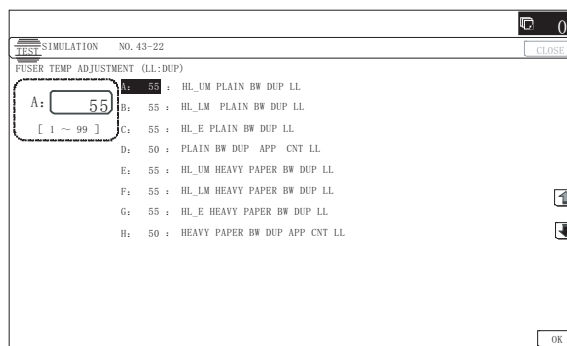 0
TEST SIMULATION NO. 43-22
CLOSE
FUSER TEMP ADJUSTMENT (LL:DUP)
A: 55
[ 1 ~ 99 ]
A: 55 : HL_UM PLAIN BW DUP LL
B: 55 : HL_LM PLAIN BW DUP LL
C: 55 : HL_E PLAIN BW DUP LL
D: 50 : PLAIN BW DUP APP CNT LL
E: 55 : HL_UM HEAVY PAPER BW DUP LL
F: 55 : HL_LM HEAVY PAPER BW DUP LL
G: 55 : HL_E HEAVY PAPER BW DUP LL
H: 50 : HEAVY PAPER BW DUP APP CNT LL
OK